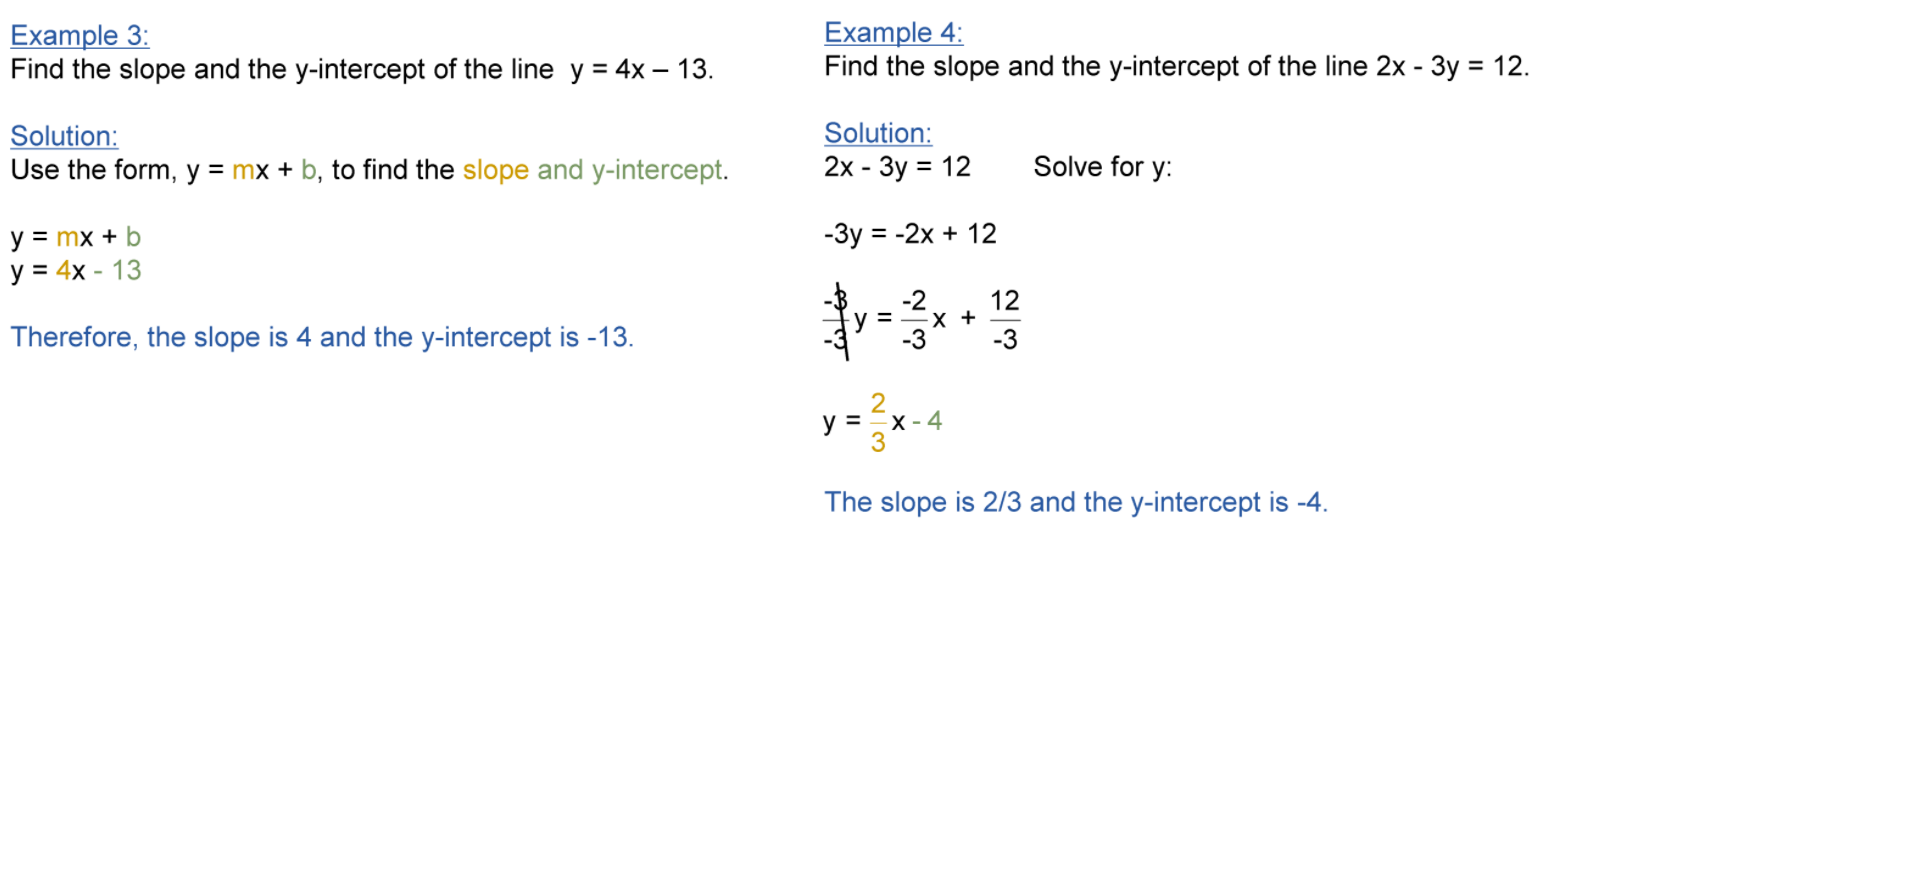 Example 3:
Find the slope and the y-intercept of the line  y = 4x – 13.
Solution:
Use the form, y = mx + b, to find the slope and y-intercept.
y = mx + b
y = 4x - 13
Therefore, the slope is 4 and the y-intercept is -13.
Example 4:
Find the slope and the y-intercept of the line 2x - 3y = 12.
Solution:
2x - 3y = 12    Solve for y:
-3y = -2x + 12
-3/-3 y = -2/-3 x + 12/-3
y = 2/3 x - 4
The slope is 2/3 and the y-intercept is -4.